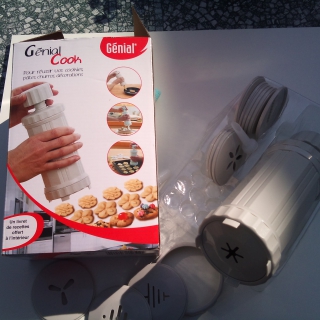 Génial
Cook
Génial®
Pour réussir vos cookies,
pâtes, churros, décorations
Un livret
de recettes
offert
à l'intérieur